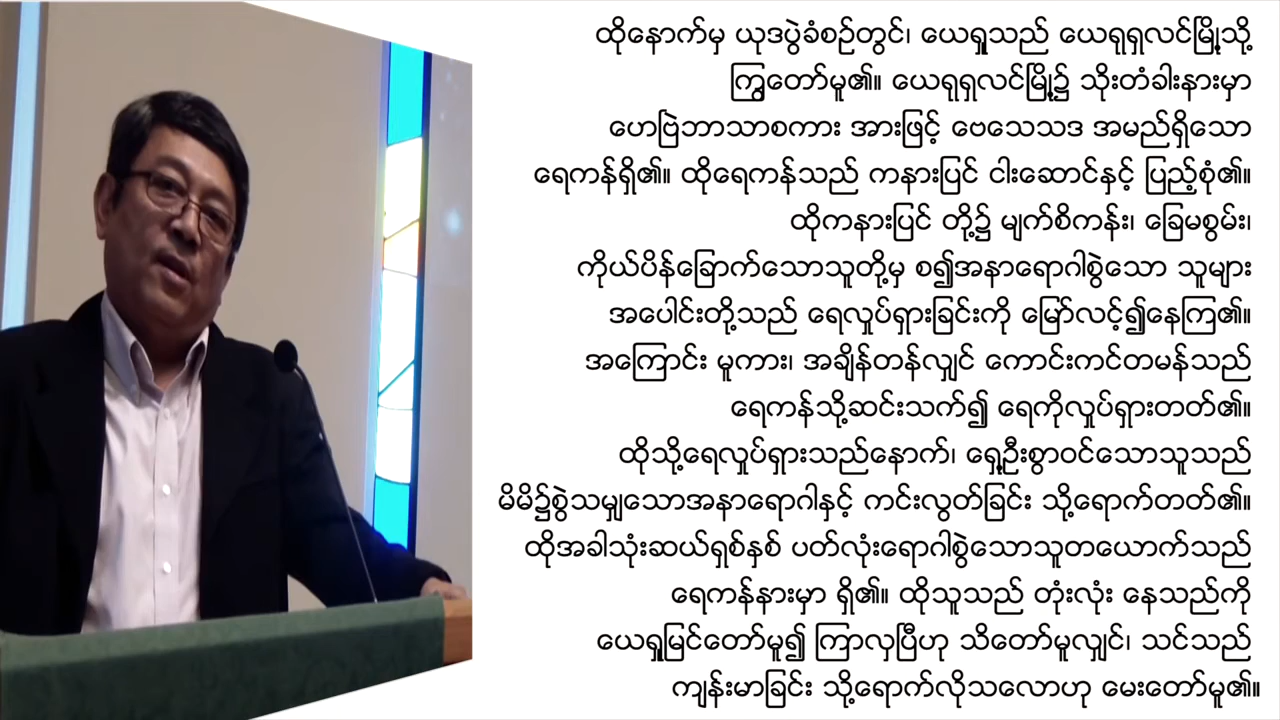 ထိုနောက်မှ ယုဒပွဲခံစဉ်တွင်၊ ယေရှုသည် ယေရုရှလင်မြို့သို့
ကြွတော်မူ၏။ ယေရုရှလင်မြို့၌ သိုးတံခါးနားမှာ
ဟေဗြဲဘာသာစကား အားဖြင့် ဗေသေသဒ အမည်ရှိသော
ရေကန်ရှိ၏။ ထိုရေကန်သည် ကနားပြင် ငါးဆောင်နှင့် ပြည့်စုံ၏။
ထိုကနားပြင် တို့၌ မျက်စိကန်း၊ ခြေမစွမ်း၊
ကိုယ်ပိန်ခြောက်သောသူတို့မှ စ၍အနာရောဂါစွဲသော သူများ
အပေါင်းတို့သည် ရေလှုပ်ရှားခြင်းကို မြော်လင့်၍နေကြ၏။
အကြောင်း မူကား၊ အချိန်တန်လျှင် ကောင်းကင်တမန်သည်
ရေကန်သို့ဆင်းသက်၍ ရေကိုလှုပ်ရှားတတ်၏။
ထိုသို့ရေလှုပ်ရှားသည်နောက်၊ ရှေ့ဦးစွာဝင်သောသူသည်
မိမိ၌စွဲသမျှသောအနာရောဂါနှင့် ကင်းလွတ်ခြင်း သို့ရောက်တတ်၏။
ထိုအခါသုံးဆယ်ရှစ်နှစ် ပတ်လုံးရောဂါစွဲသောသူတယောက်သည်
ရေကန်နားမှာ ရှိ၏။ ထိုသူသည် တုံးလုံး နေသည်ကို
ယေရှုမြင်တော်မူ၍ ကြာလှပြီဟု သိတော်မူလျှင်၊ သင်သည်
ကျန်းမာခြင်း သို့ရောက်လိုသလောဟု မေးတော်မူ၏။